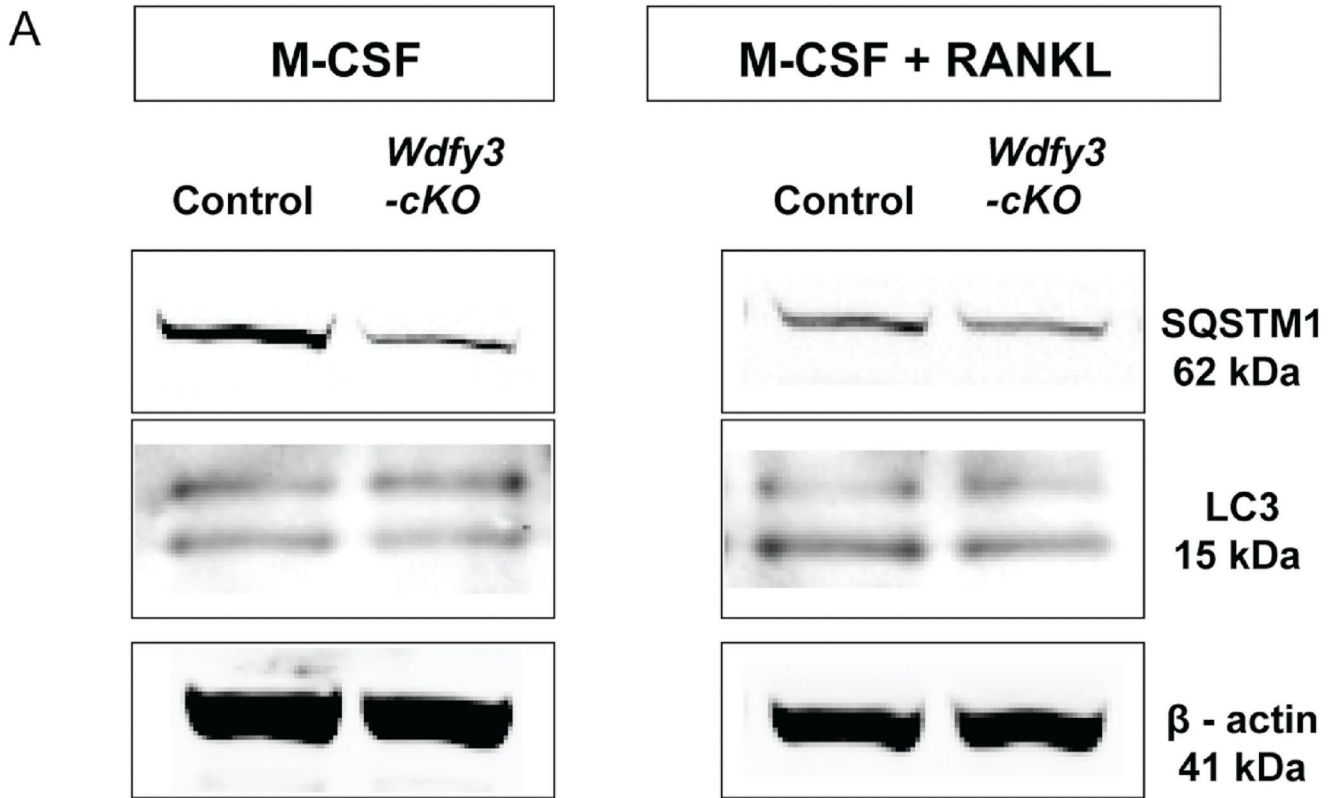 A
M-CSF
M-CSF + RANKL
Control
Wdfy3
-cKO
Control
Wdfy3
-cKO
SQSTM1
62 kDa
LC3
15 kDa
β - actin
41 kDa